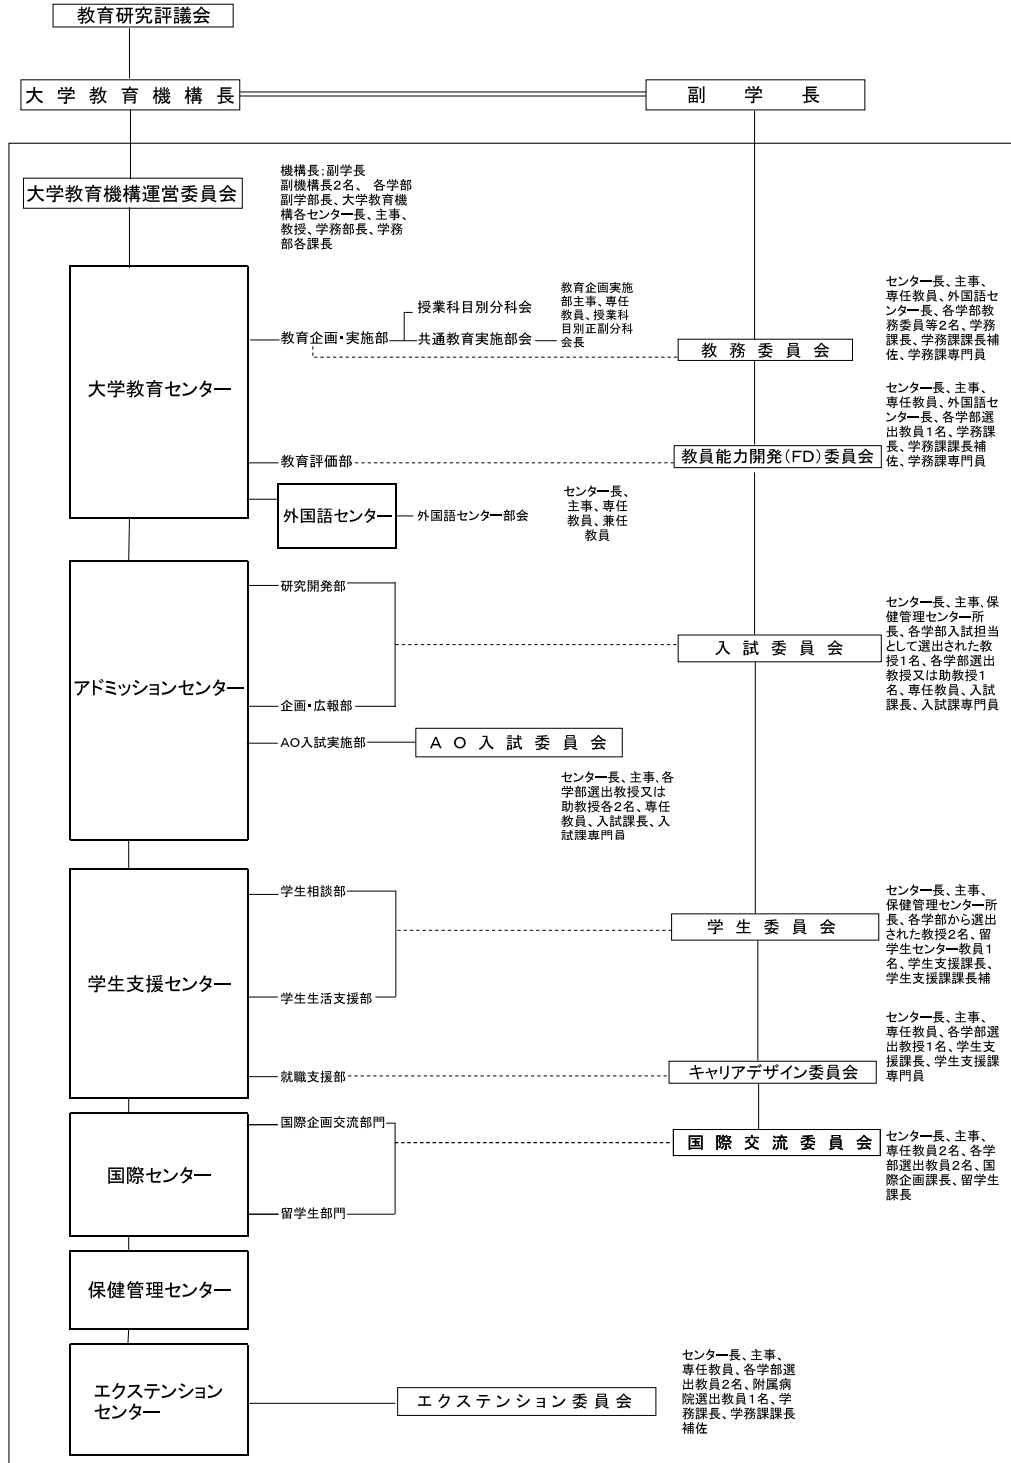 教育研究評議会
大学教育機構長
副学長
大学教育機構運営委員会
機構長;副学長
副機構長2名、 各学部
副学部長、大学教育機
構各センター長、主事、
教授、学務部長、学務
部各課長
大学教育センター
教育企画・実施部
授業科目別分科会
共通教育実施部会
教育企画実施
部主事、専任
教員、授業科
目別正副分科
会長
教務委員会
センター長、主事、
専任教員、外国語セ
ンター長、各学部教
務委員等2名、学務
課長、学務課課長補
佐、学務課専門員
教育評価部
教員能力開発(FD)委員会
センター長、主事、
専任教員、外国語セ
ンター長、各学部選
出教員1名、学務課
長、学務課課長補
佐、学務課専門員
外国語センター
外国語センター部会
センター長、
主事、専任
教員、兼任
教員
アドミッションセンター
研究開発部
企画・広報部
入試委員会
センター長、主事、保
健管理センター所
長、各学部入試担当
として選出された教
授1名、各学部選出
教授又は助教授1
名、専任教員、入試
課長、入試課専門員
AO入試実施部
AO入試委員会
センター長、主事、各
学部選出教授又は
助教授各2名、専任
教員、入試課長、入
試課専門員
学生支援センター
学生相談部
学生生活支援部
学生委員会
センター長、主事、
保健管理センター所
長、各学部から選出
された教授2名、留
学生センター教員1
名、学生支援課長、
学生支援課課長補
就職支援部
キャリアデザイン委員会
センター長、主事、
専任教員、各学部選
出教授1名、学生支
援課長、学生支援課
専門員
国際センター
国際企画交流部門
留学生部門
国際交流委員会
センター長、主事、
専任教員2名、各学
部選出教員2名、国
際企画課長、留学生
課長
保健管理センター
エクステンション
センター
エクステンション委員会
センター長、主事、
専任教員、各学部選
出教員2名、附属病
院選出教員1名、学
務課長、学務課課長
補佐